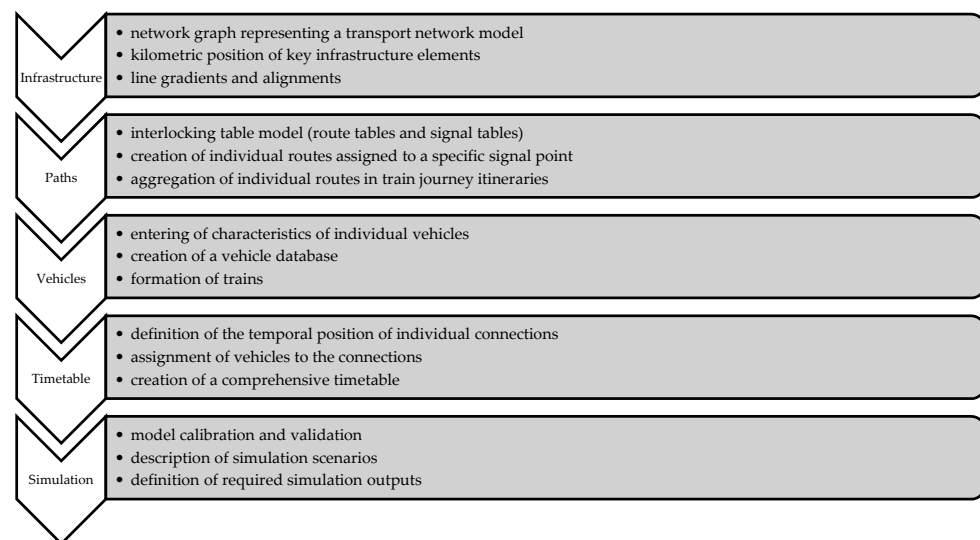 Infrastructure
• network graph representing a transport network model
• kilometric position of key infrastructure elements
• line gradients and alignments
Paths
• interlocking table model (route tables and signal tables)
• creation of individual routes assigned to a specific signal point
• aggregation of individual routes in train journey itineraries
Vehicles
• entering of characteristics of individual vehicles
• creation of a vehicle database
• formation of trains
Timetable
• definition of the temporal position of individual connections
• assignment of vehicles to the connections
• creation of a comprehensive timetable
Simulation
• model calibration and validation
• description of simulation scenarios
• definition of required simulation outputs